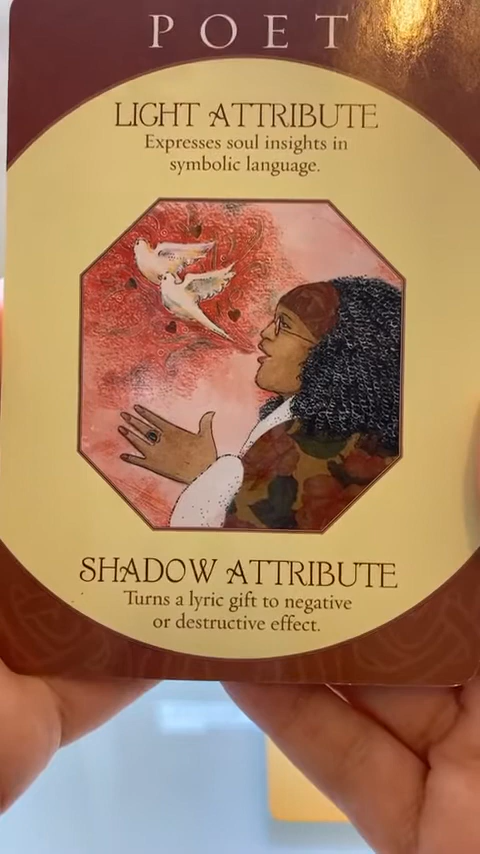 POET
LIGHT ATTRIBUTE
Expresses soul insights in
symbolic language.
SHADOW ATTRIBUTE
Turns a lyric gift to negative
or destructive effect.